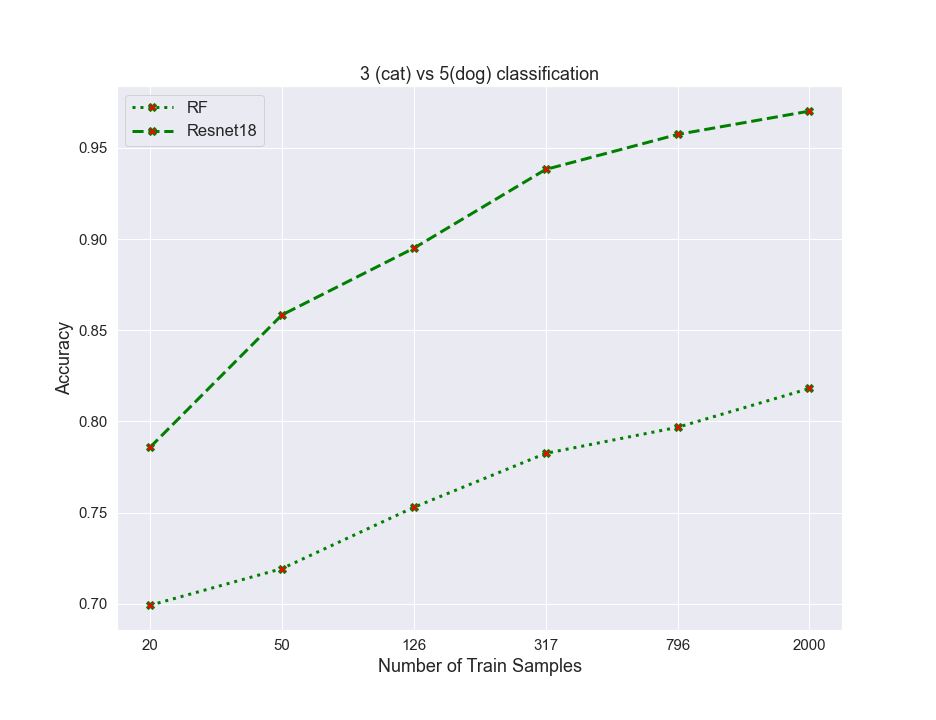 3 (cat) vs 5(dog) classification
RF
Resnet18
0.95
0.90
0.85
0.80
0.75
0.70
Accuracy
20 50 126 317 796 2000
Number of Train Samples